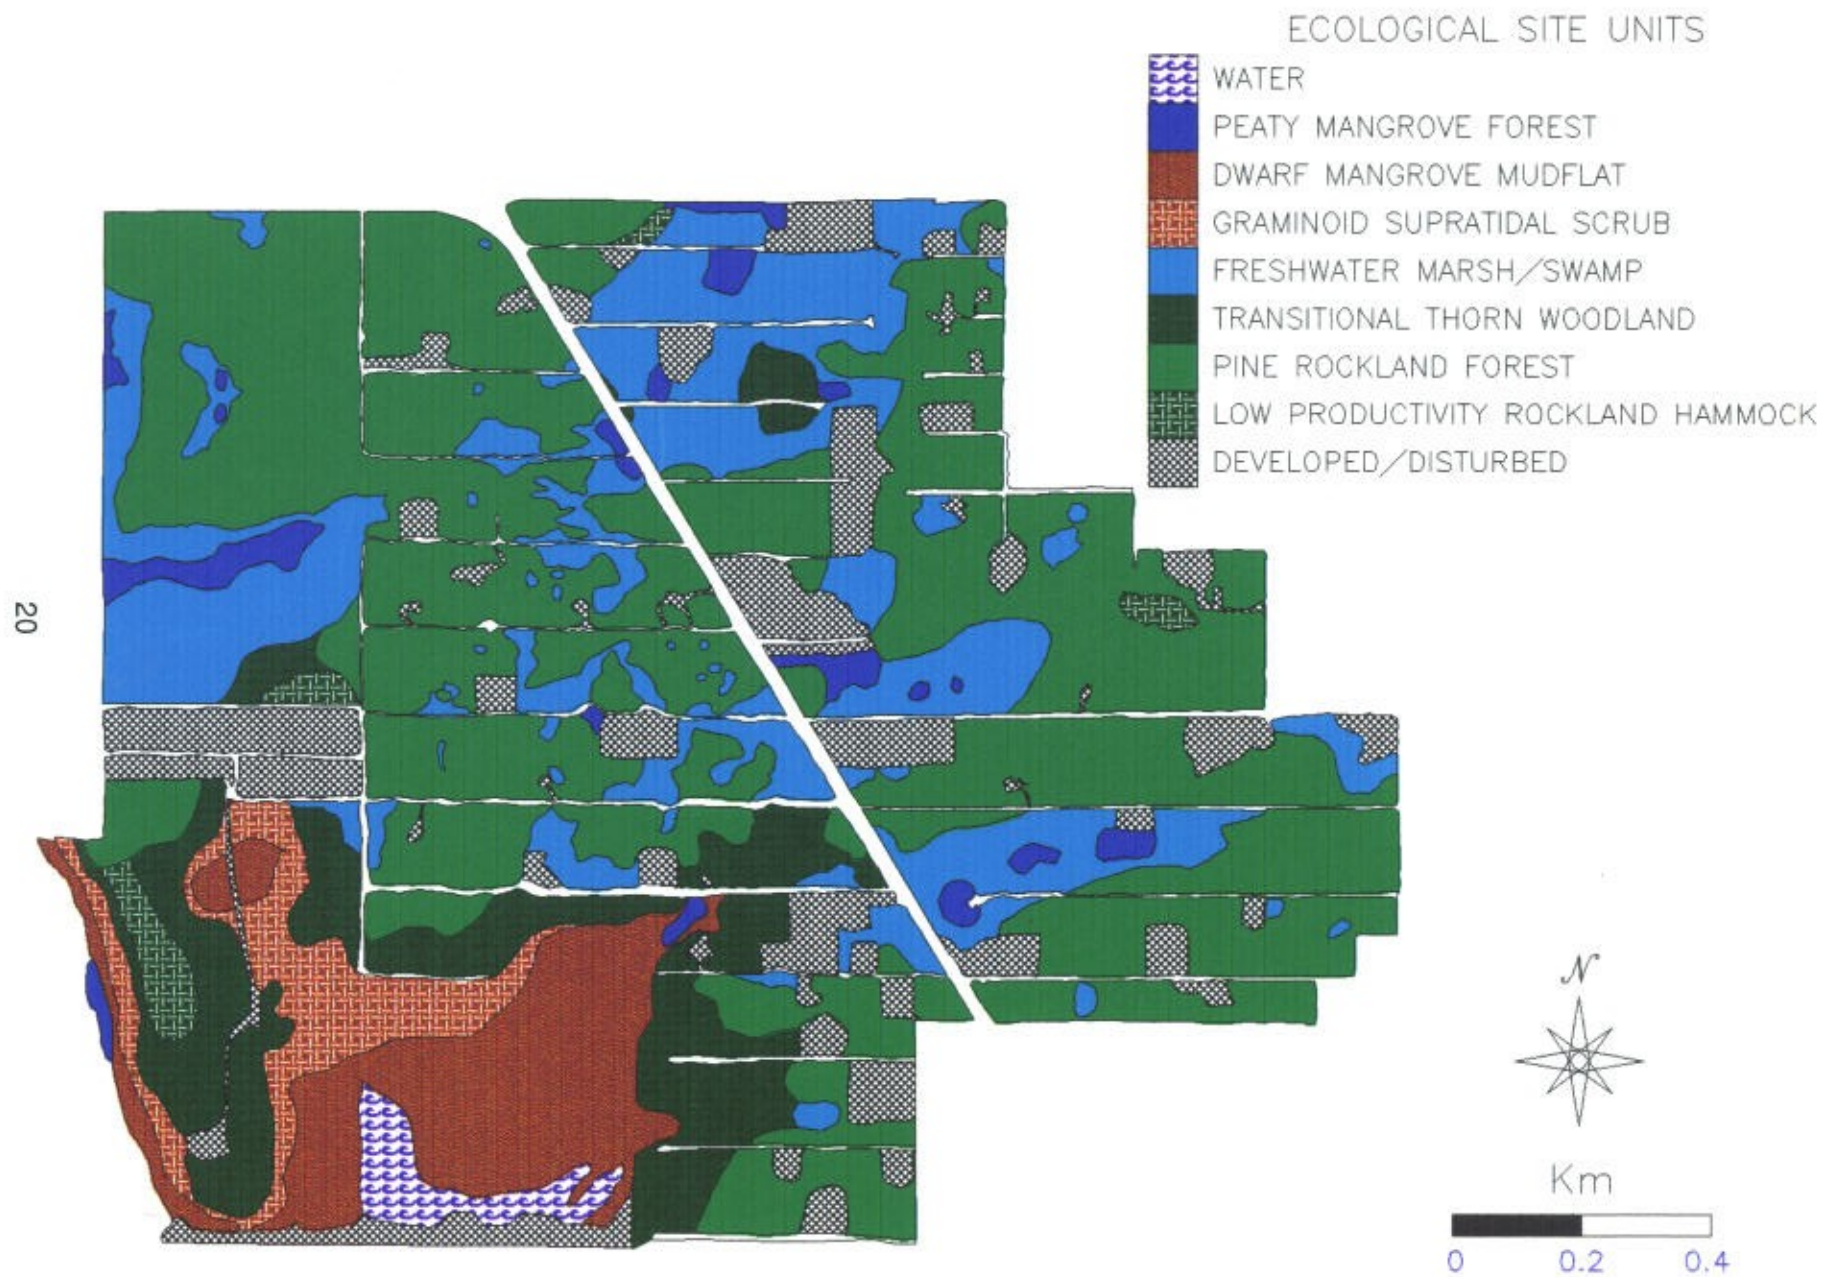 ECOLOGICAL SITE UNITS
WATER
PEATY MANGROVE FOREST
DWARF MANGROVE MUDFLAT
GRAMINOID SUPRATIDAL SCRUB
FRESHWATER MARSH/SWAMP
TRANSITIONAL THORN WOODLAND
PINE ROCKLAND FOREST
LOW PRODUCTIVITY ROCKLAND HAMMOCK
DEVELOPED/DISTURBED
20
N
Km
0 0.2 0.4